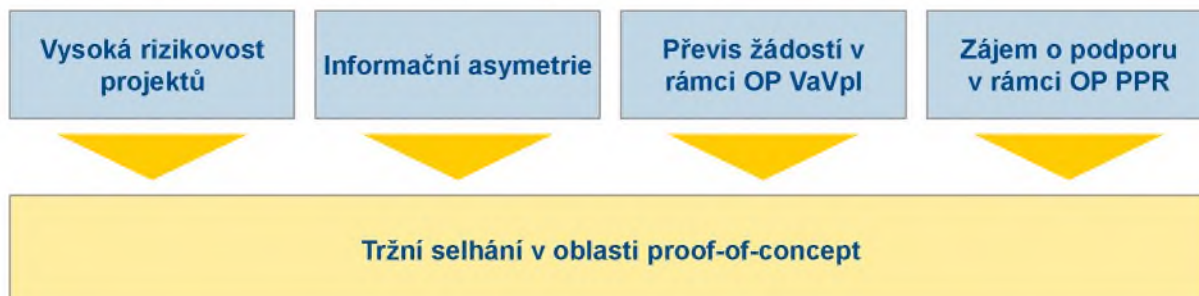 Vysoká rizikovost
projektů
Informační asymetrie
Převis žádostí v
rámci OP VaVpI
Zájem o podporu
v rámci OP PPR
Tržní selhání v oblasti proof-of-concept